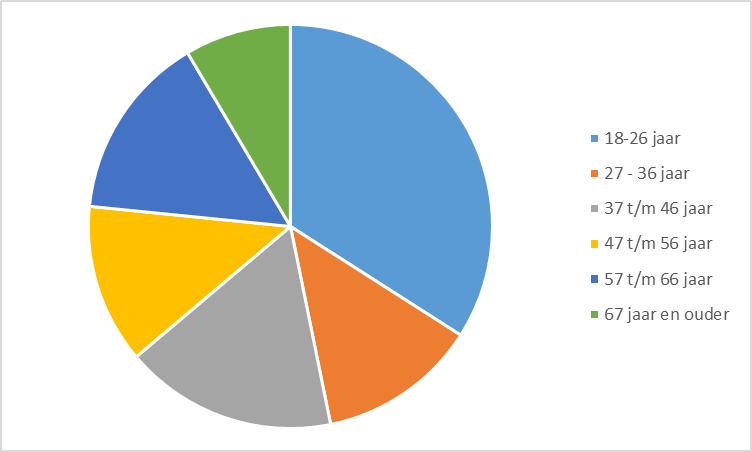 18-26 jaar
27 - 36 jaar
37 t/m 46 jaar
47 t/m 56 jaar
57 t/m 66 jaar
67 jaar en ouder